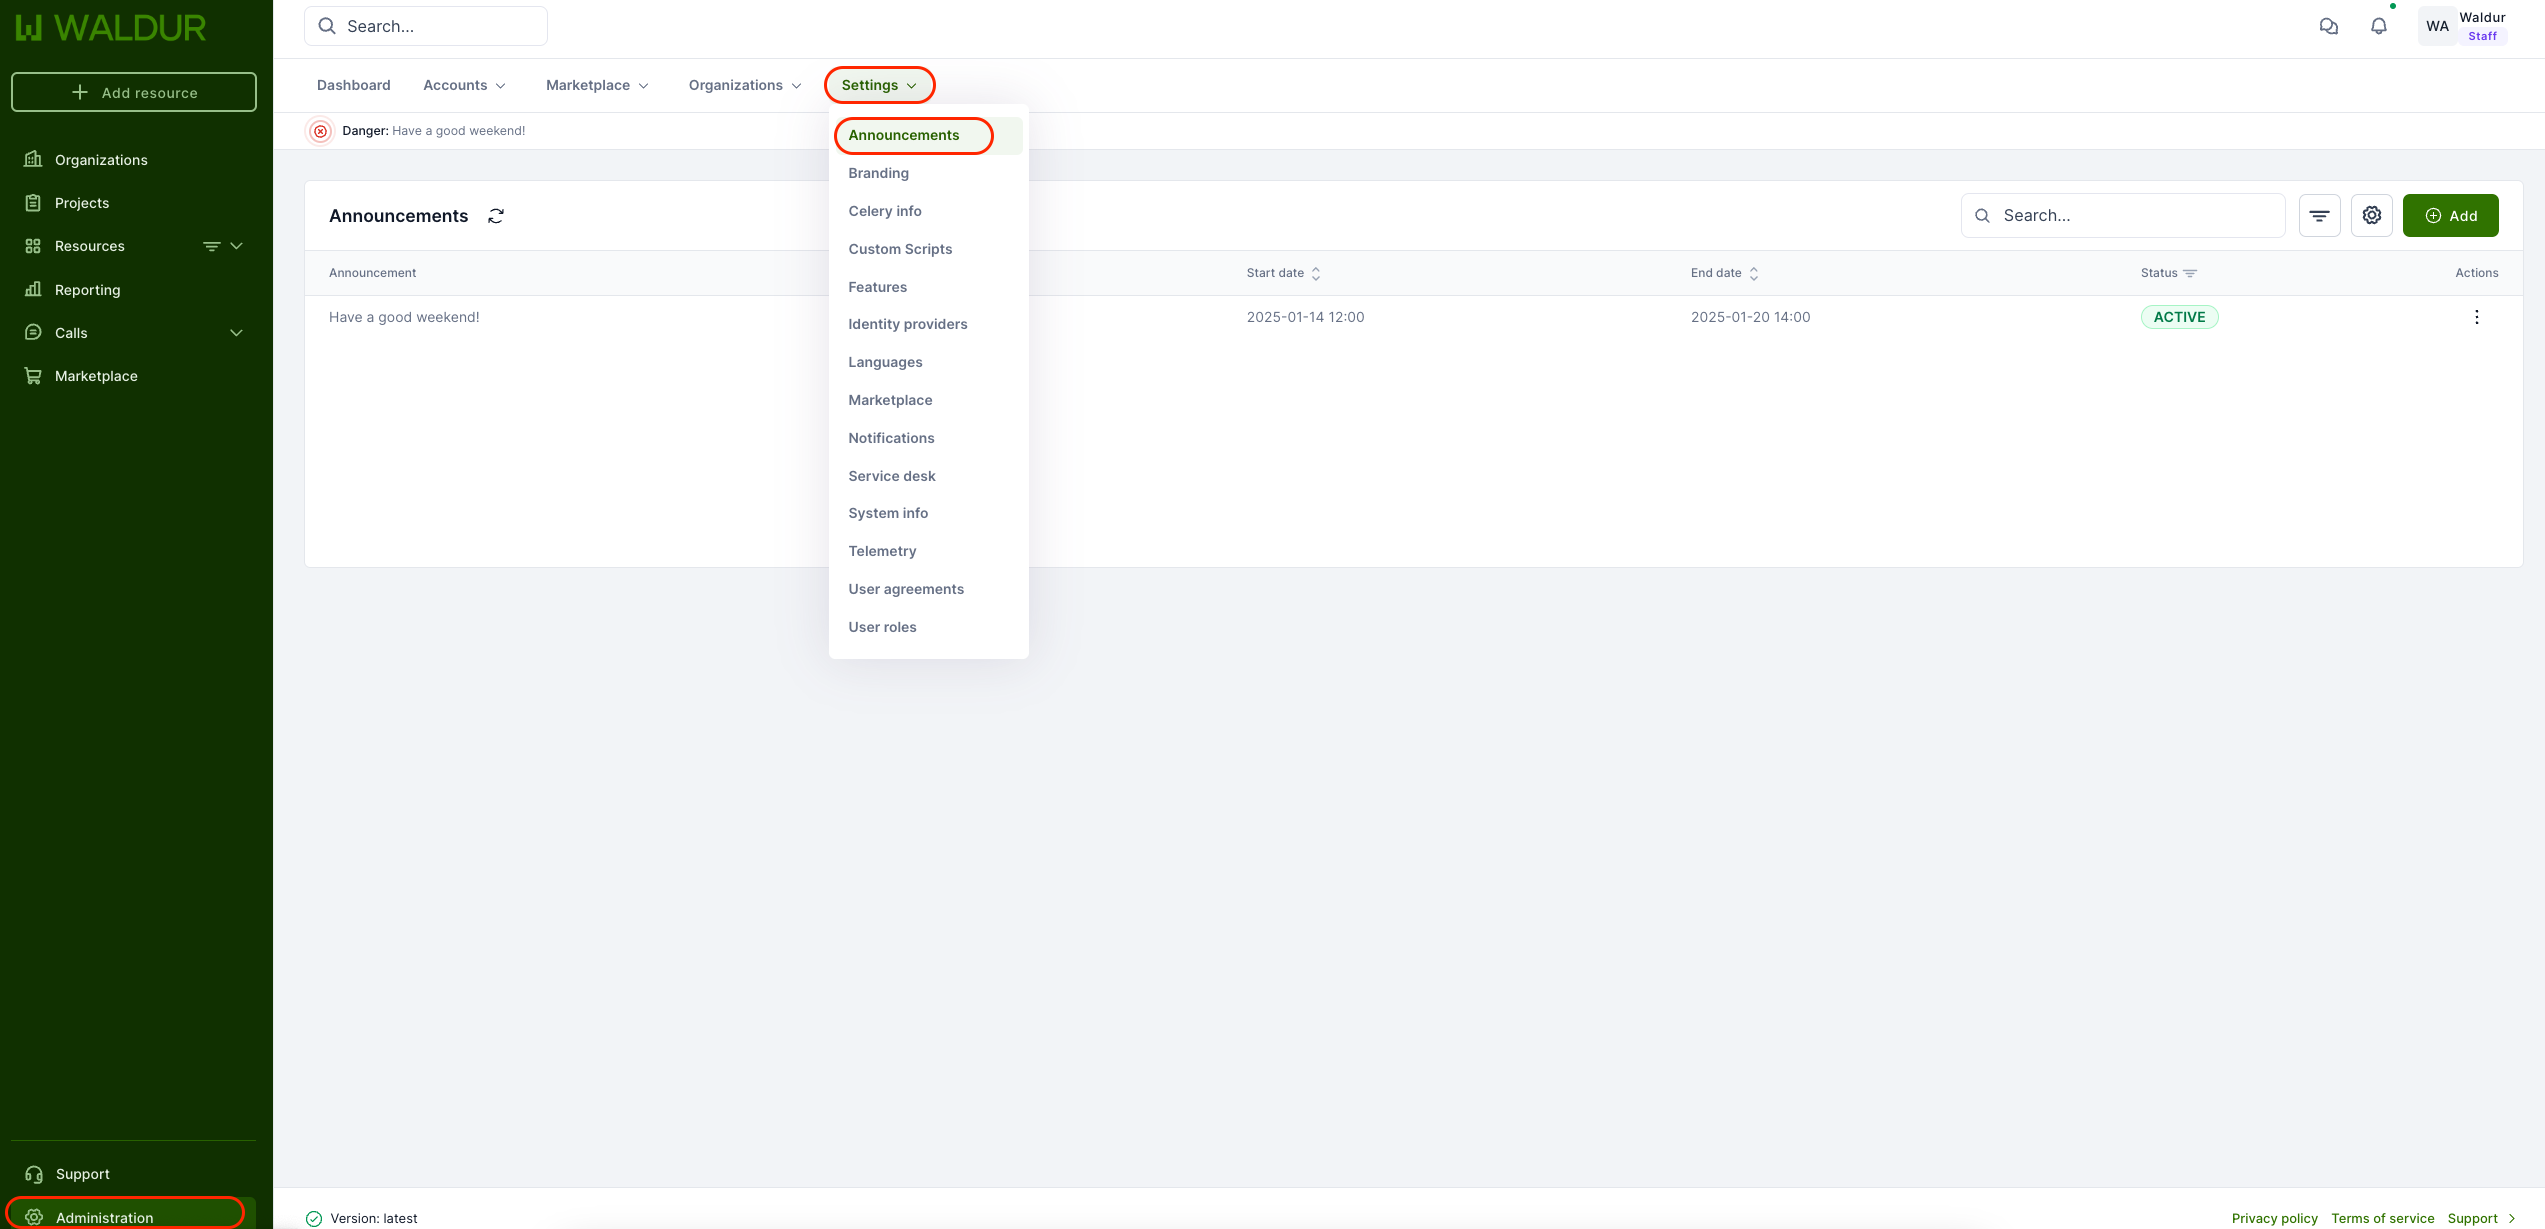 WALDUR
Search...
WA
Waldur
Staff
Add resource
Dashboard Accounts Marketplace Organizations Settings
Danger: Have a good weekend!
Organizations
Projects
Resources
Reporting
Calls
Marketplace
Announcements
Branding
Celery info
Custom Scripts
Features
Identity providers
Languages
Marketplace
Notifications
Service desk
System info
Telemetry
User agreements
User roles
Announcements
Search...
Add
Announcement Start date End date Status Actions
Have a good weekend! 2025-01-14 12:00 2025-01-20 14:00 ACTIVE
Support
Administration
Version: latest
Privacy policy Terms of service Support